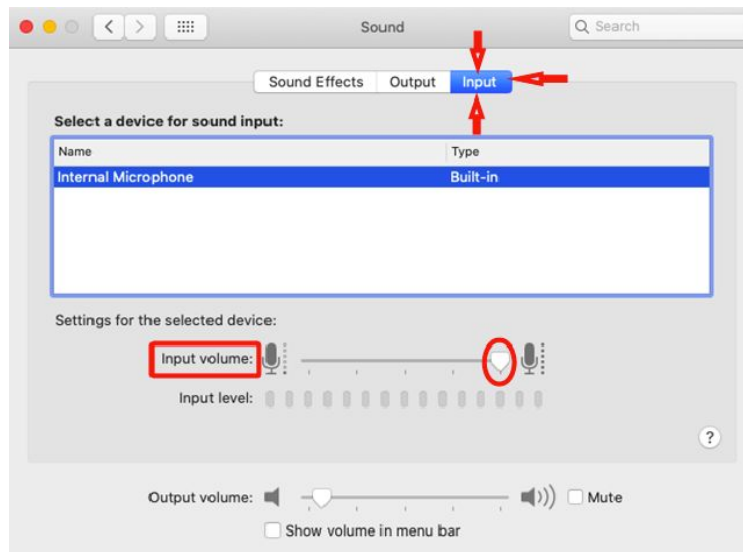 Sound
Search
Sound Effects Output Input
Select a device for sound input:
Name Type
Internal Microphone Built-in
Settings for the selected device:
Input volume:
Input level:
?
Output volume: Mute
Show volume in menu bar